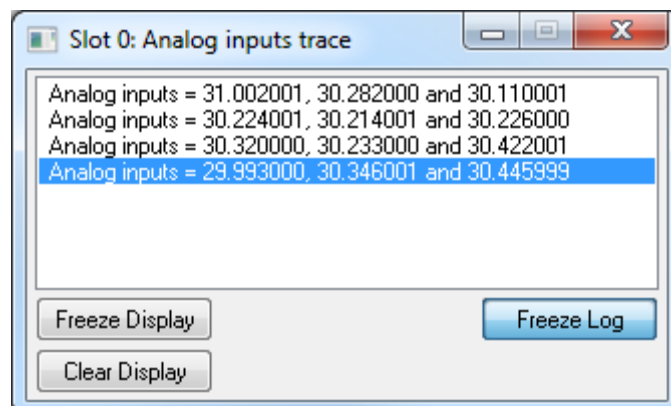 Slot 0: Analog inputs trace
Analog inputs = 31.002001, 30.282000 and 30.110001
Analog inputs = 30.224001, 30.214001 and 30.226000
Analog inputs = 30.320000, 30.233000 and 30.422001
Analog inputs = 29.993000, 30.346001 and 30.445999
Freeze Display
Freeze Log
Clear Display